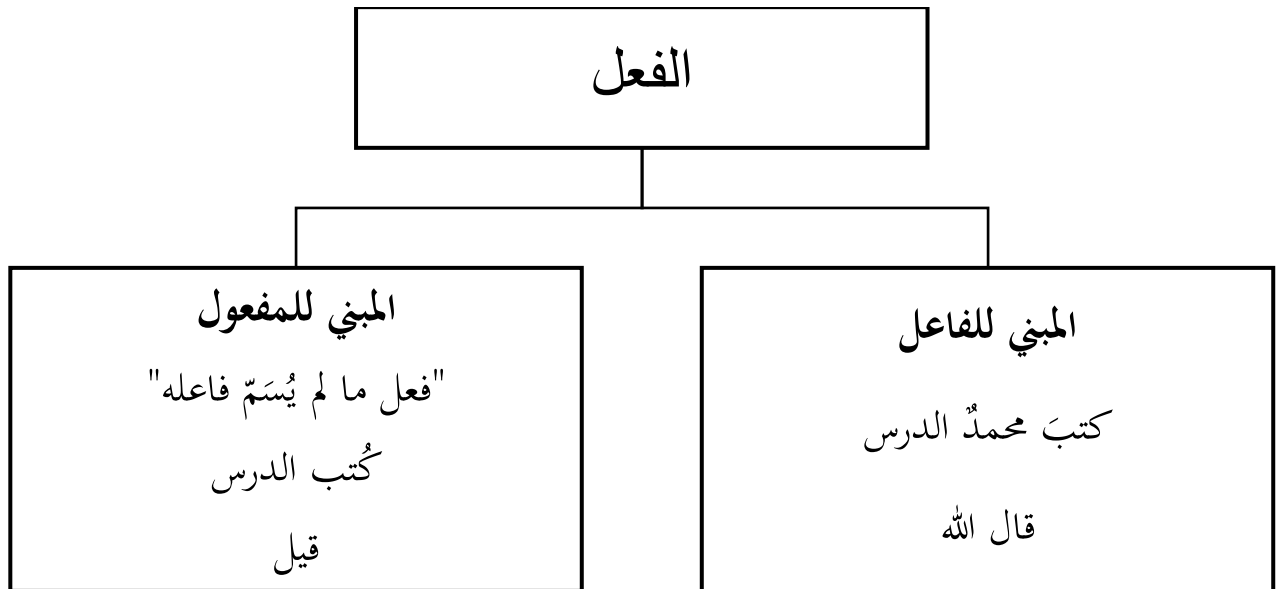 الفعل
المبني للفاعل
كتبَ محمدٌ الدرس
قال الله
المبني للمفعول
"فعل ما لم يُسَمّ فاعله"
كُتب الدرس
قيل